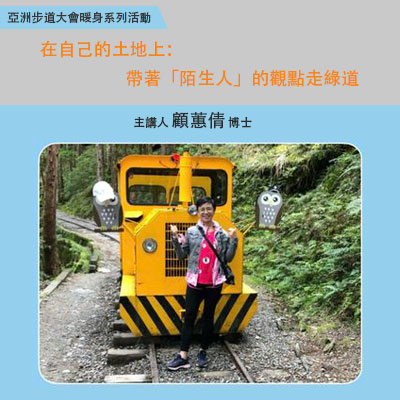 亞洲步道大會暖身系列活動
在自己的土地上:
帶著「陌生人」的觀點走綠道
主講人 顧蕙倩 博士